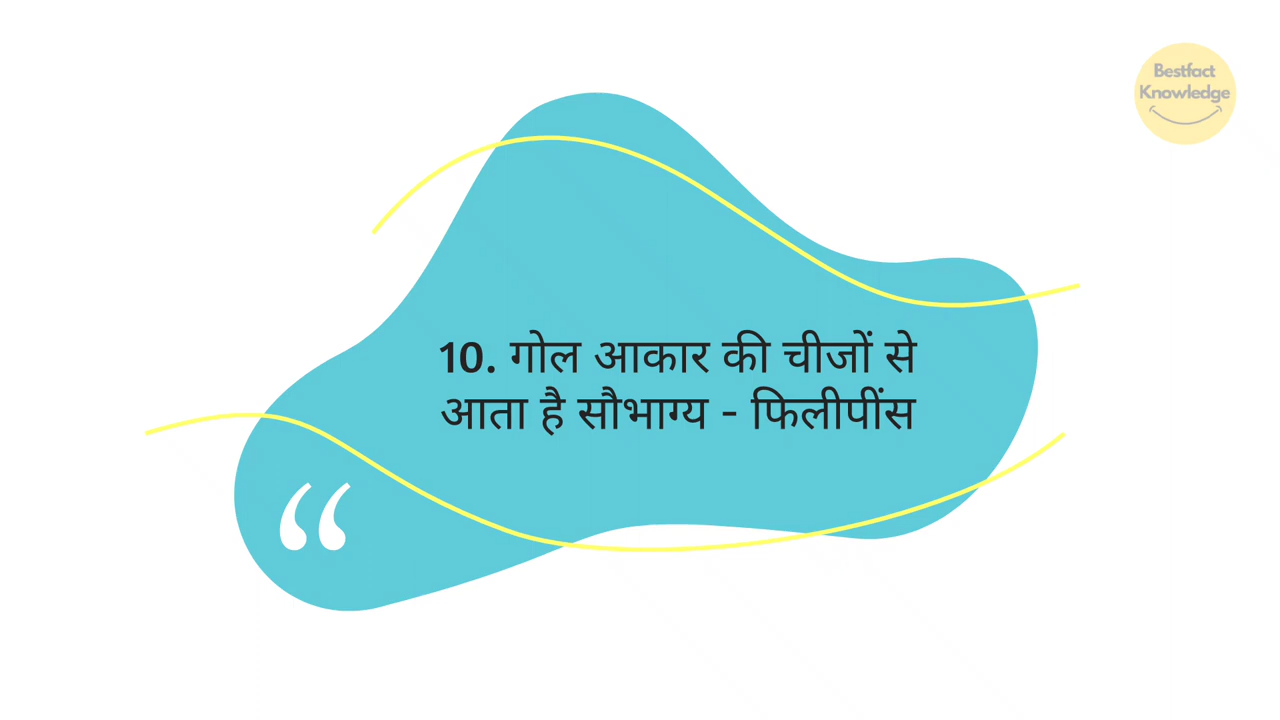 Bestfact
Knowledge
10. गोल आकार की चीजों से
आता है सौभाग्य - फिलीपींस
“